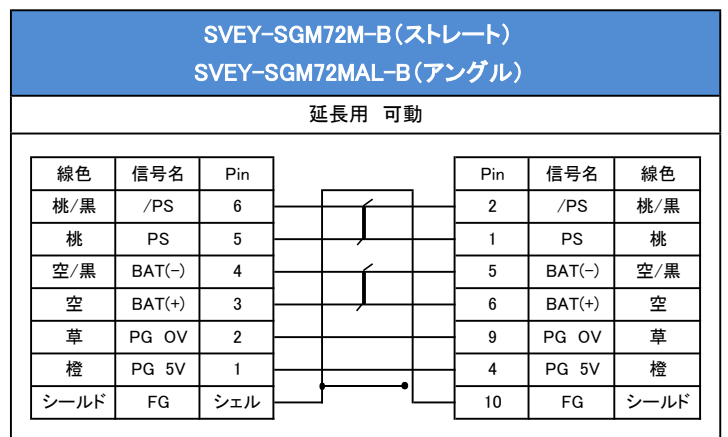 SVEY-SGM72M-B(ストレート)
SVEY-SGM72MAL-B(アングル)
延長用 可動
線色 信号名 Pin Pin 信号名 線色
桃/黒 /PS 6 2 /PS 桃/黒
桃 PS 5 1 PS 桃
空/黒 BAT(-) 4 5 BAT(-) 空/黒
空 BAT(+) 3 6 BAT(+) 空
草 PG OV 2 9 PG OV 草
橙 PG 5V 1 4 PG 5V 橙
シールド FG シェル 10 FG シールド